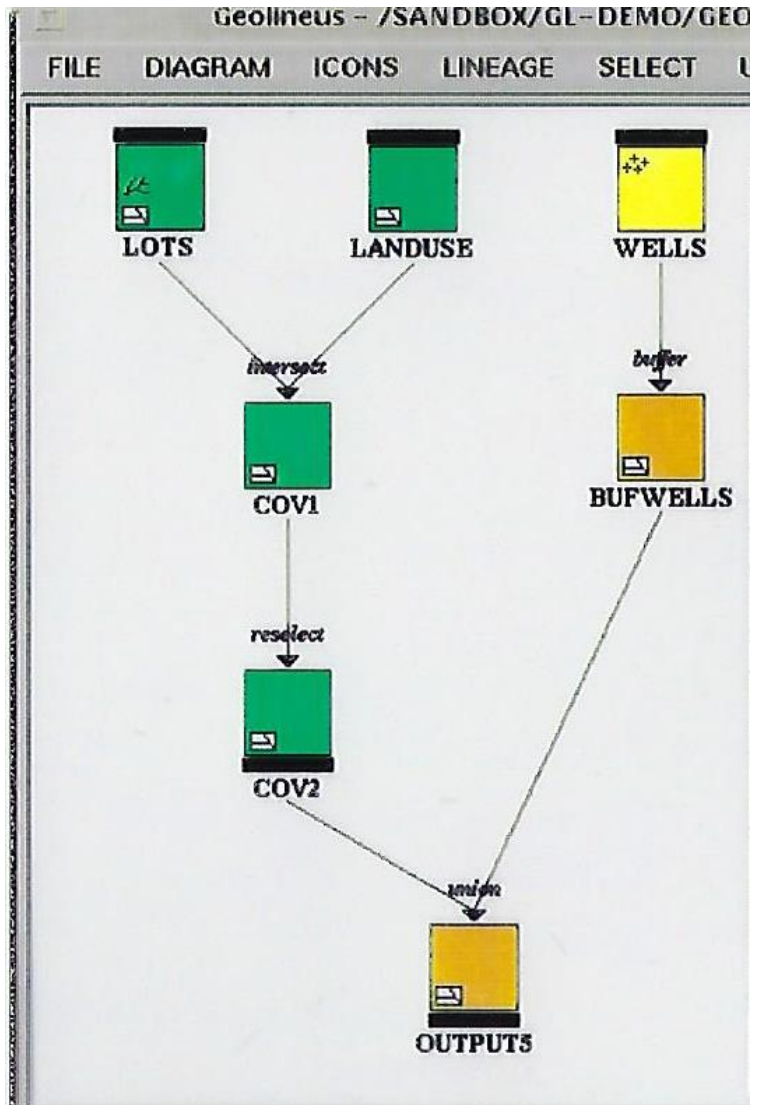 Geolineus - /SANDBOX/GL-DEMO/GEO
FILE DIAGRAM ICONS LINEAGE SELECT
LOTS LANDUSE WELLS
intersect buffer
COV1 BUFWELLS
reselect
COV2
union
OUTPUT5